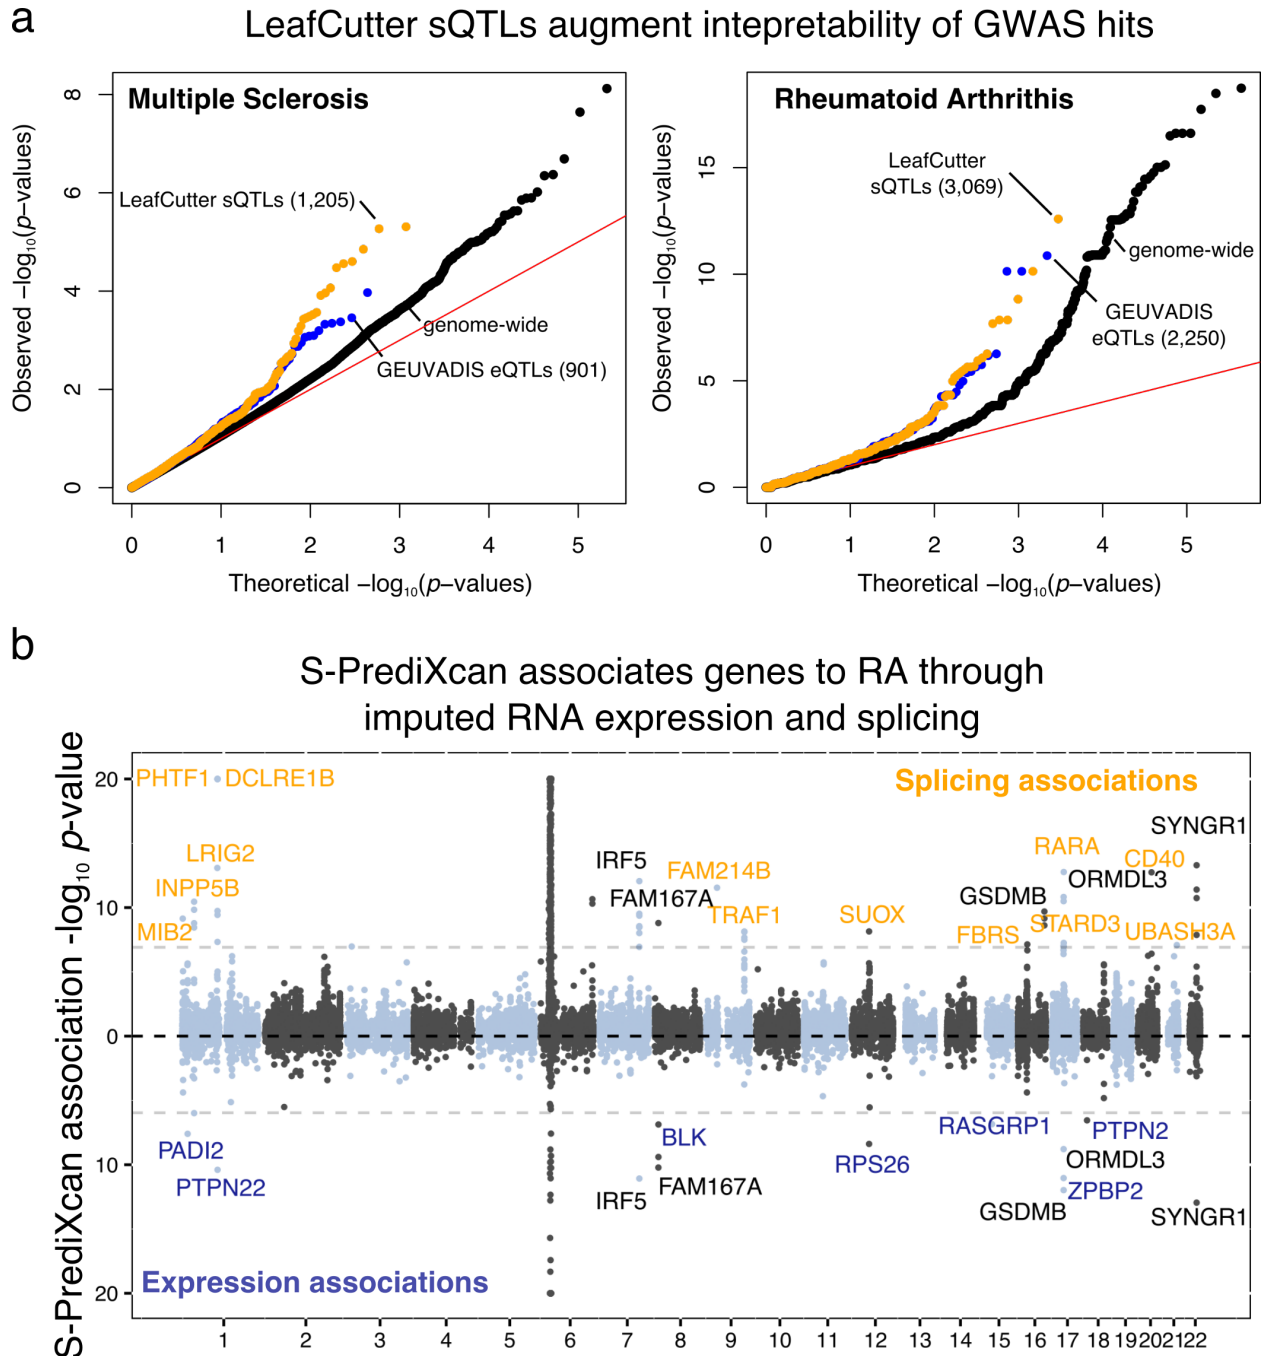 a
LeafCutter sQTLs augment intepretability of GWAS hits
Multiple Sclerosis
Observed −log10(p−values)
8
6
4
2
0
LeafCutter sQTLs (1,205)
genome-wide
GEUVADIS eQTLs (901)
0 1 2 3 4 5
Theoretical −log10(p−values)
Rheumatoid Arthrithis
Observed −log10(p−values)
15
10
5
0
LeafCutter
sQTLs (3,069)
genome-wide
GEUVADIS
eQTLs (2,250)
0 1 2 3 4 5
Theoretical −log10(p−values)
b
S-PrediXcan associates genes to RA through
imputed RNA expression and splicing
S-PrediXcan association -log10 p-value
20
10
0
10
20
Splicing associations
PHTF1
DCLRE1B
LRIG2
INPP5B
MIB2
IRF5
FAM167A
FAM214B
TRAF1
SUOX
SYNGR1
RARA
CD40
ORMDL3
GSDMB
STARD3
FBRS
UBASH3A
PADI2
PTPN22
BLK
FAM167A
IRF5
RPS26
RASGRP1
PTPN2
ORMDL3
ZPBP2
GSDMB
SYNGR1
Expression associations
1 2 3 4 5 6 7 8 9 10 11 12 13 14 15 16 17 18 19 20 21 22